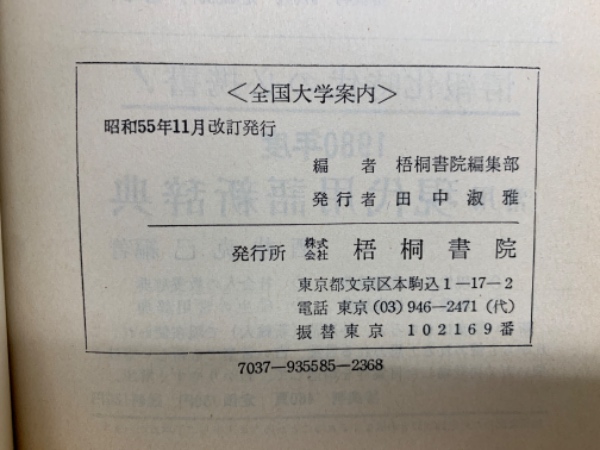 ＜全国大学案内＞
昭和55年11月改訂発行
編者 梧桐書院編集部
発行者 田中淑雅
発行所 株式会社 梧桐書院
東京都文京区本駒込1－17－2
電話 東京(03)946－2471(代)
振替東京 102169番
7037－935585－2368